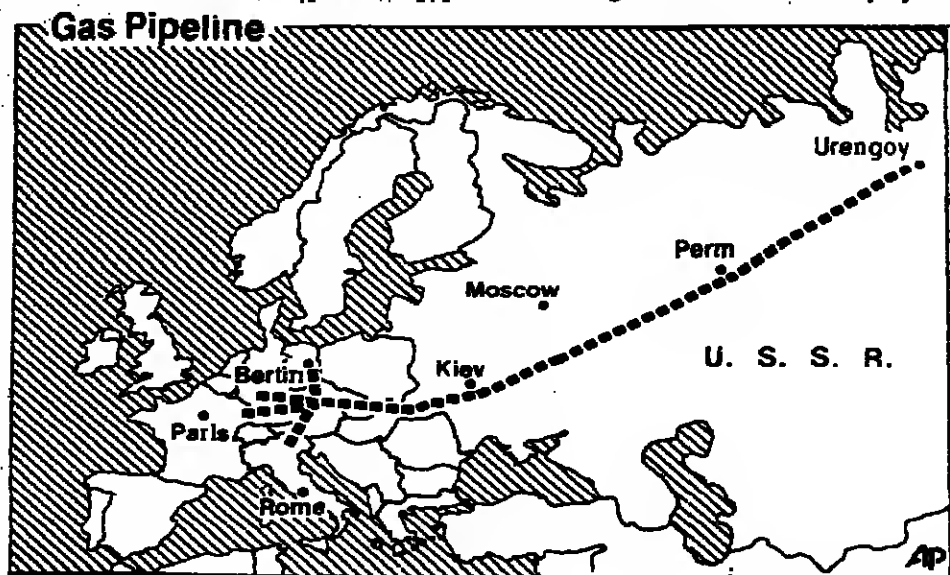 Gas Pipeline
Urengoy
Perm
Moscow
U. S. S. R.
Kiev
Berlin
Paris
Rome
AP